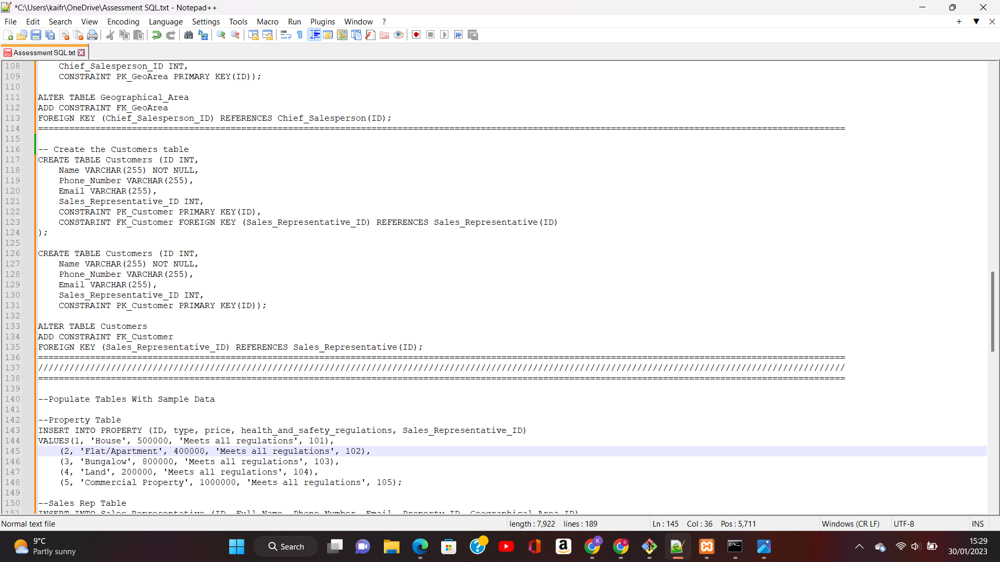 *C:\Users\kaifr\OneDrive\Assessment SQL.txt - Notepad++
File Edit Search View Encoding Language Settings Tools Macro Run Plugins Window ?
Assessment SQL.txt
108 Chief_Salesperson_ID INT,
109 CONSTRAINT PK_GeoArea PRIMARY KEY(ID));
110
111 ALTER TABLE Geographical_Area
112 ADD CONSTRAINT FK_GeoArea
113 FOREIGN KEY (Chief_Salesperson_ID) REFERENCES Chief_Salesperson(ID);
114 ===========================================================================================================================================================
115
116 -- Create the Customers table
117 CREATE TABLE Customers (ID INT,
118 Name VARCHAR(255) NOT NULL,
119 Phone_Number VARCHAR(255),
120 Email VARCHAR(255),
121 Sales_Representative_ID INT,
122 CONSTRAINT PK_Customer PRIMARY KEY(ID),
123 CONSTARINT FK_Customer FOREIGN KEY (Sales_Representative_ID) REFERENCES Sales_Representative(ID)
124 );
125
126 CREATE TABLE Customers (ID INT,
127 Name VARCHAR(255) NOT NULL,
128 Phone_Number VARCHAR(255),
129 Email VARCHAR(255),
130 Sales_Representative_ID INT,
131 CONSTRAINT PK_Customer PRIMARY KEY(ID));
132
133 ALTER TABLE Customers
134 ADD CONSTRAINT FK_Customer
135 FOREIGN KEY (Sales_Representative_ID) REFERENCES Sales_Representative(ID);
136 ===========================================================================================================================================================
137 ///////////////////////////////////////////////////////////////////////////////////////////////////////////////////////////////////////////////////////////
138 ===========================================================================================================================================================
139
140 --Populate Tables With Sample Data
141
142 --Property Table
143 INSERT INTO PROPERTY (ID, type, price, health_and_safety_regulations, Sales_Representative_ID)
144 VALUES(1, 'House', 500000, 'Meets all regulations', 101),
145 (2, 'Flat/Apartment', 400000, 'Meets all regulations', 102),
146 (3, 'Bungalow', 800000, 'Meets all regulations', 103),
147 (4, 'Land', 200000, 'Meets all regulations', 104),
148 (5, 'Commercial Property', 1000000, 'Meets all regulations', 105);
149
150 --Sales Rep Table
151 INSERT INTO Sales_Representative (ID, Full_Name, Phone_Number, Email, Property_ID, Geographical_Area_ID)
Normal text file length : 7,922 lines : 189 Ln : 145 Col : 36 Pos : 5,711 Windows (CR LF) UTF-8 INS
9°C
Partly sunny
Search
15:29
30/01/2023